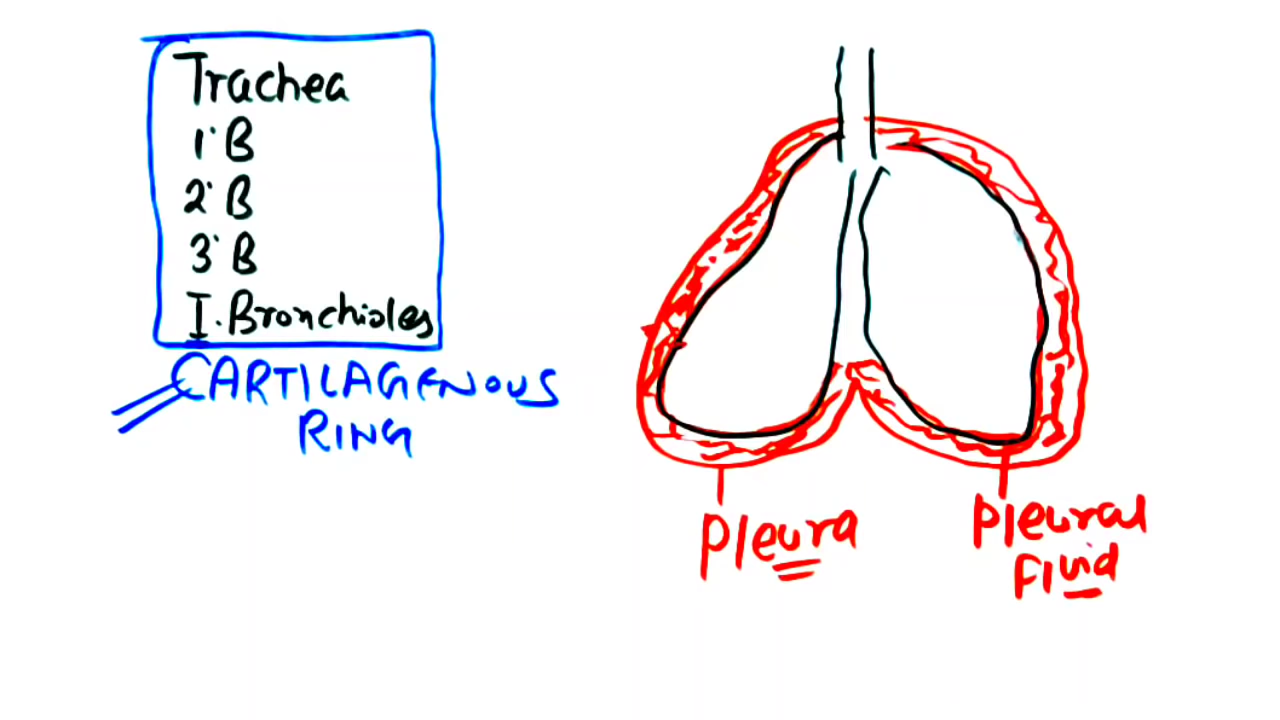 Trachea
1° B
2° B
3° B
I. Bronchioles
CARTILAGENOUS
RING
Pleura
Pleural
Fluid